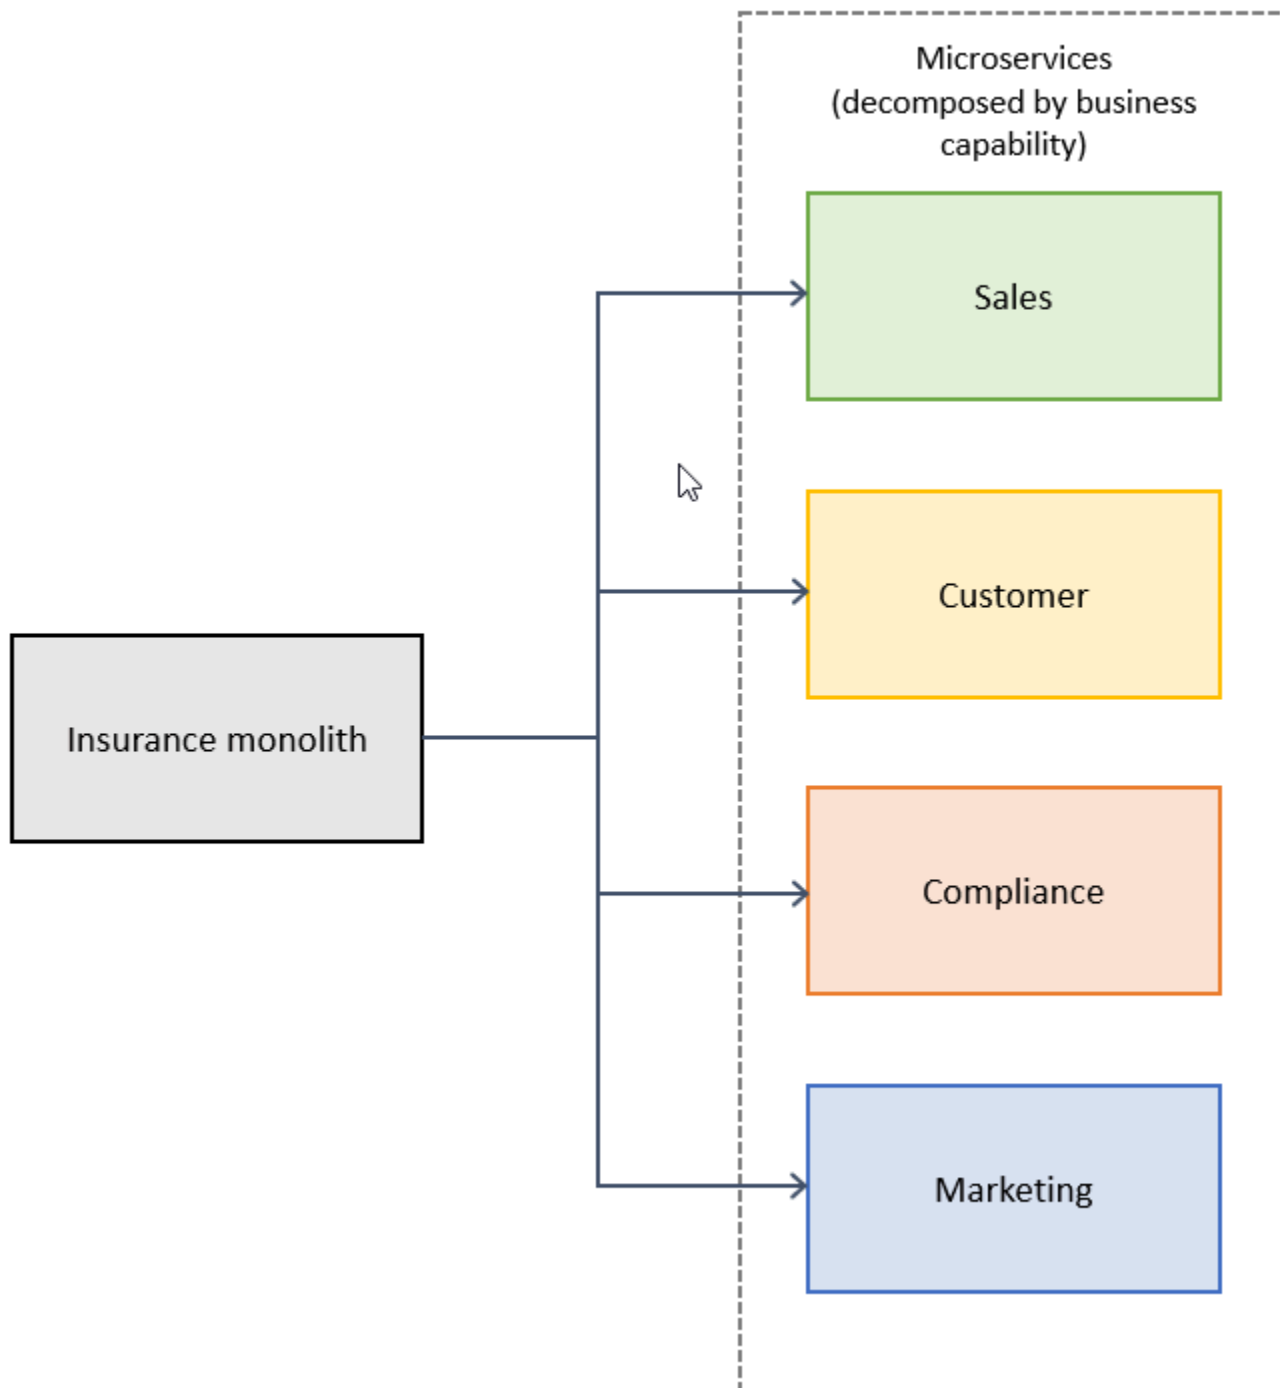 Microservices
(decomposed by business
capability)
Sales
Customer
Insurance monolith
Compliance
Marketing